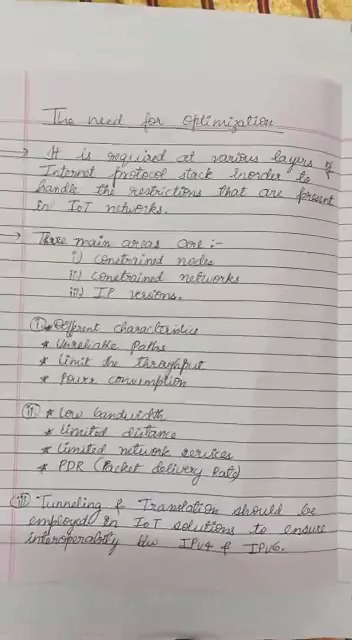 The need for optimization
→ It is required at various layers of
Internet protocol stack inorder to
handle the restrictions that are present
in IoT networks.
→ Three main areas are :-
i) constrained nodes
ii) constrained networks
iii) IP versions.
(i) * Different characteristics
* Unreliable paths
* Limit the throughput
* Power consumption
(ii) * Low bandwidth
* Limited distance
* Limited network services
* PDR (Packet delivery Rate)
(iii) Tunneling & Translation should be
employed in IoT solutions to ensure
interoperability b/w IPv4 & IPv6.